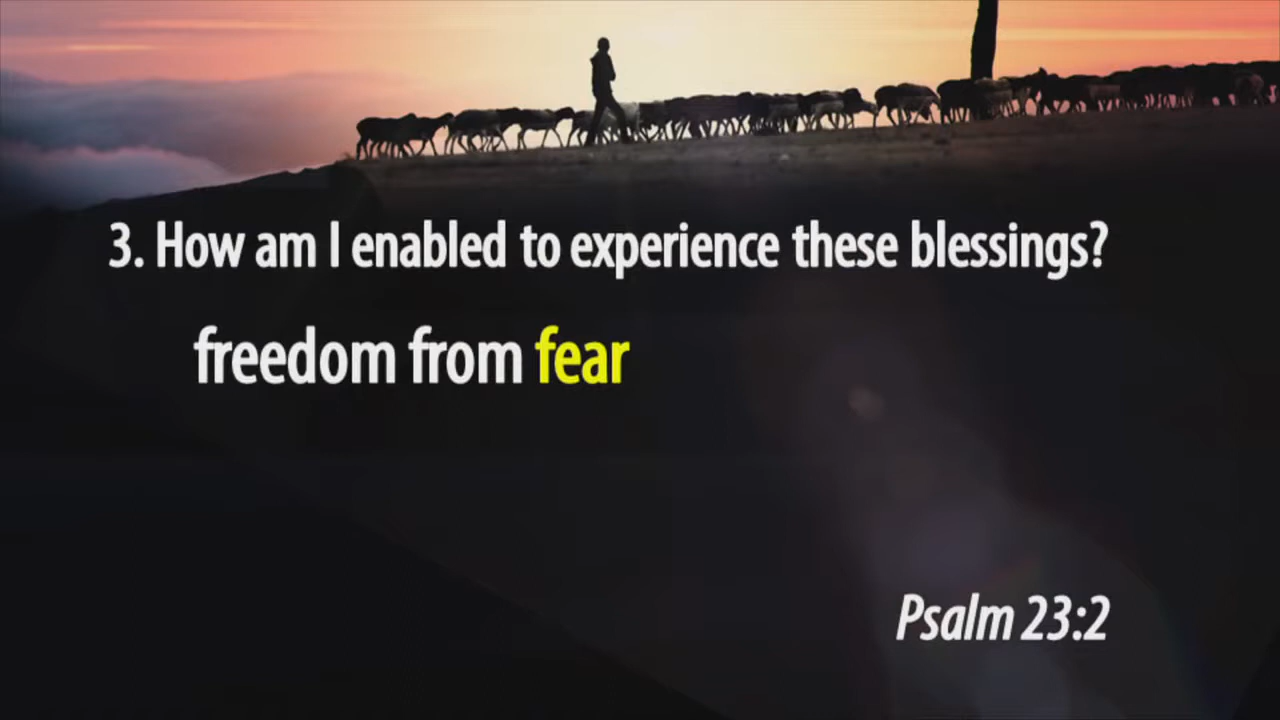 3. How am I enabled to experience these blessings?
freedom from fear
Psalm 23:2